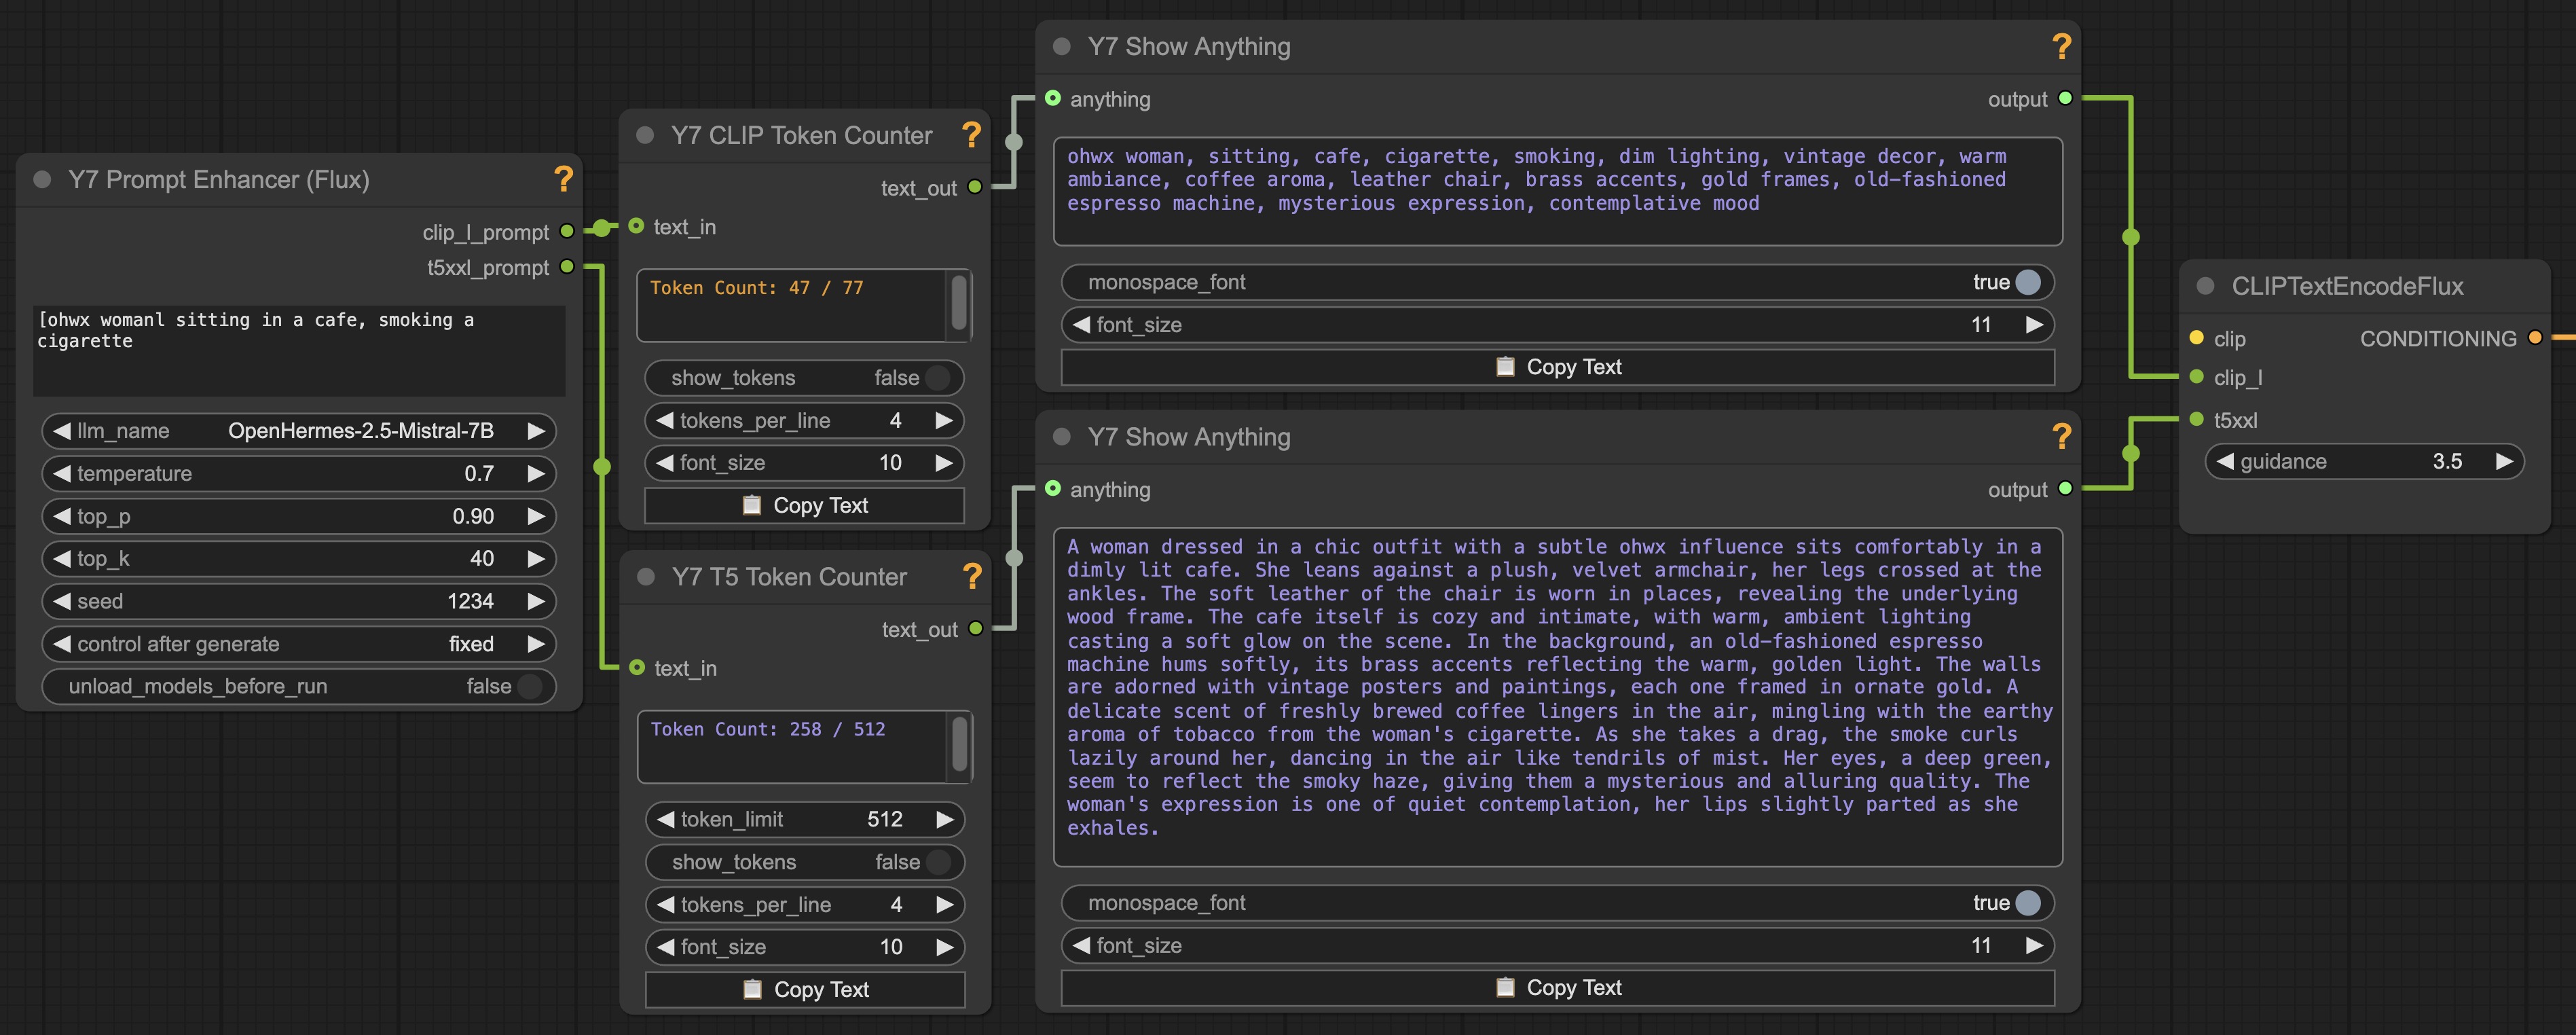 Y7 Prompt Enhancer (Flux) ?
clip_l_prompt
t5xxl_prompt
[ohwx womanl sitting in a cafe, smoking a
cigarette
llm_name OpenHermes-2.5-Mistral-7B
temperature 0.7
top_p 0.90
top_k 40
seed 1234
control after generate fixed
unload_models_before_run false
Y7 CLIP Token Counter ?
text_out
text_in
Token Count: 47 / 77
show_tokens false
tokens_per_line 4
font_size 10
Copy Text
Y7 T5 Token Counter ?
text_out
text_in
Token Count: 258 / 512
token_limit 512
show_tokens false
tokens_per_line 4
font_size 10
Copy Text
Y7 Show Anything ?
anything output
ohwx woman, sitting, cafe, cigarette, smoking, dim lighting, vintage decor, warm
ambiance, coffee aroma, leather chair, brass accents, gold frames, old-fashioned
espresso machine, mysterious expression, contemplative mood
monospace_font true
font_size 11
Copy Text
Y7 Show Anything ?
anything output
A woman dressed in a chic outfit with a subtle ohwx influence sits comfortably in a
dimly lit cafe. She leans against a plush, velvet armchair, her legs crossed at the
ankles. The soft leather of the chair is worn in places, revealing the underlying
wood frame. The cafe itself is cozy and intimate, with warm, ambient lighting
casting a soft glow on the scene. In the background, an old-fashioned espresso
machine hums softly, its brass accents reflecting the warm, golden light. The walls
are adorned with vintage posters and paintings, each one framed in ornate gold. A
delicate scent of freshly brewed coffee lingers in the air, mingling with the earthy
aroma of tobacco from the woman's cigarette. As she takes a drag, the smoke curls
lazily around her, dancing in the air like tendrils of mist. Her eyes, a deep green,
seem to reflect the smoky haze, giving them a mysterious and alluring quality. The
woman's expression is one of quiet contemplation, her lips slightly parted as she
exhales.
monospace_font true
font_size 11
Copy Text
CLIPTextEncodeFlux
clip CONDITIONING
clip_l
t5xxl
guidance 3.5